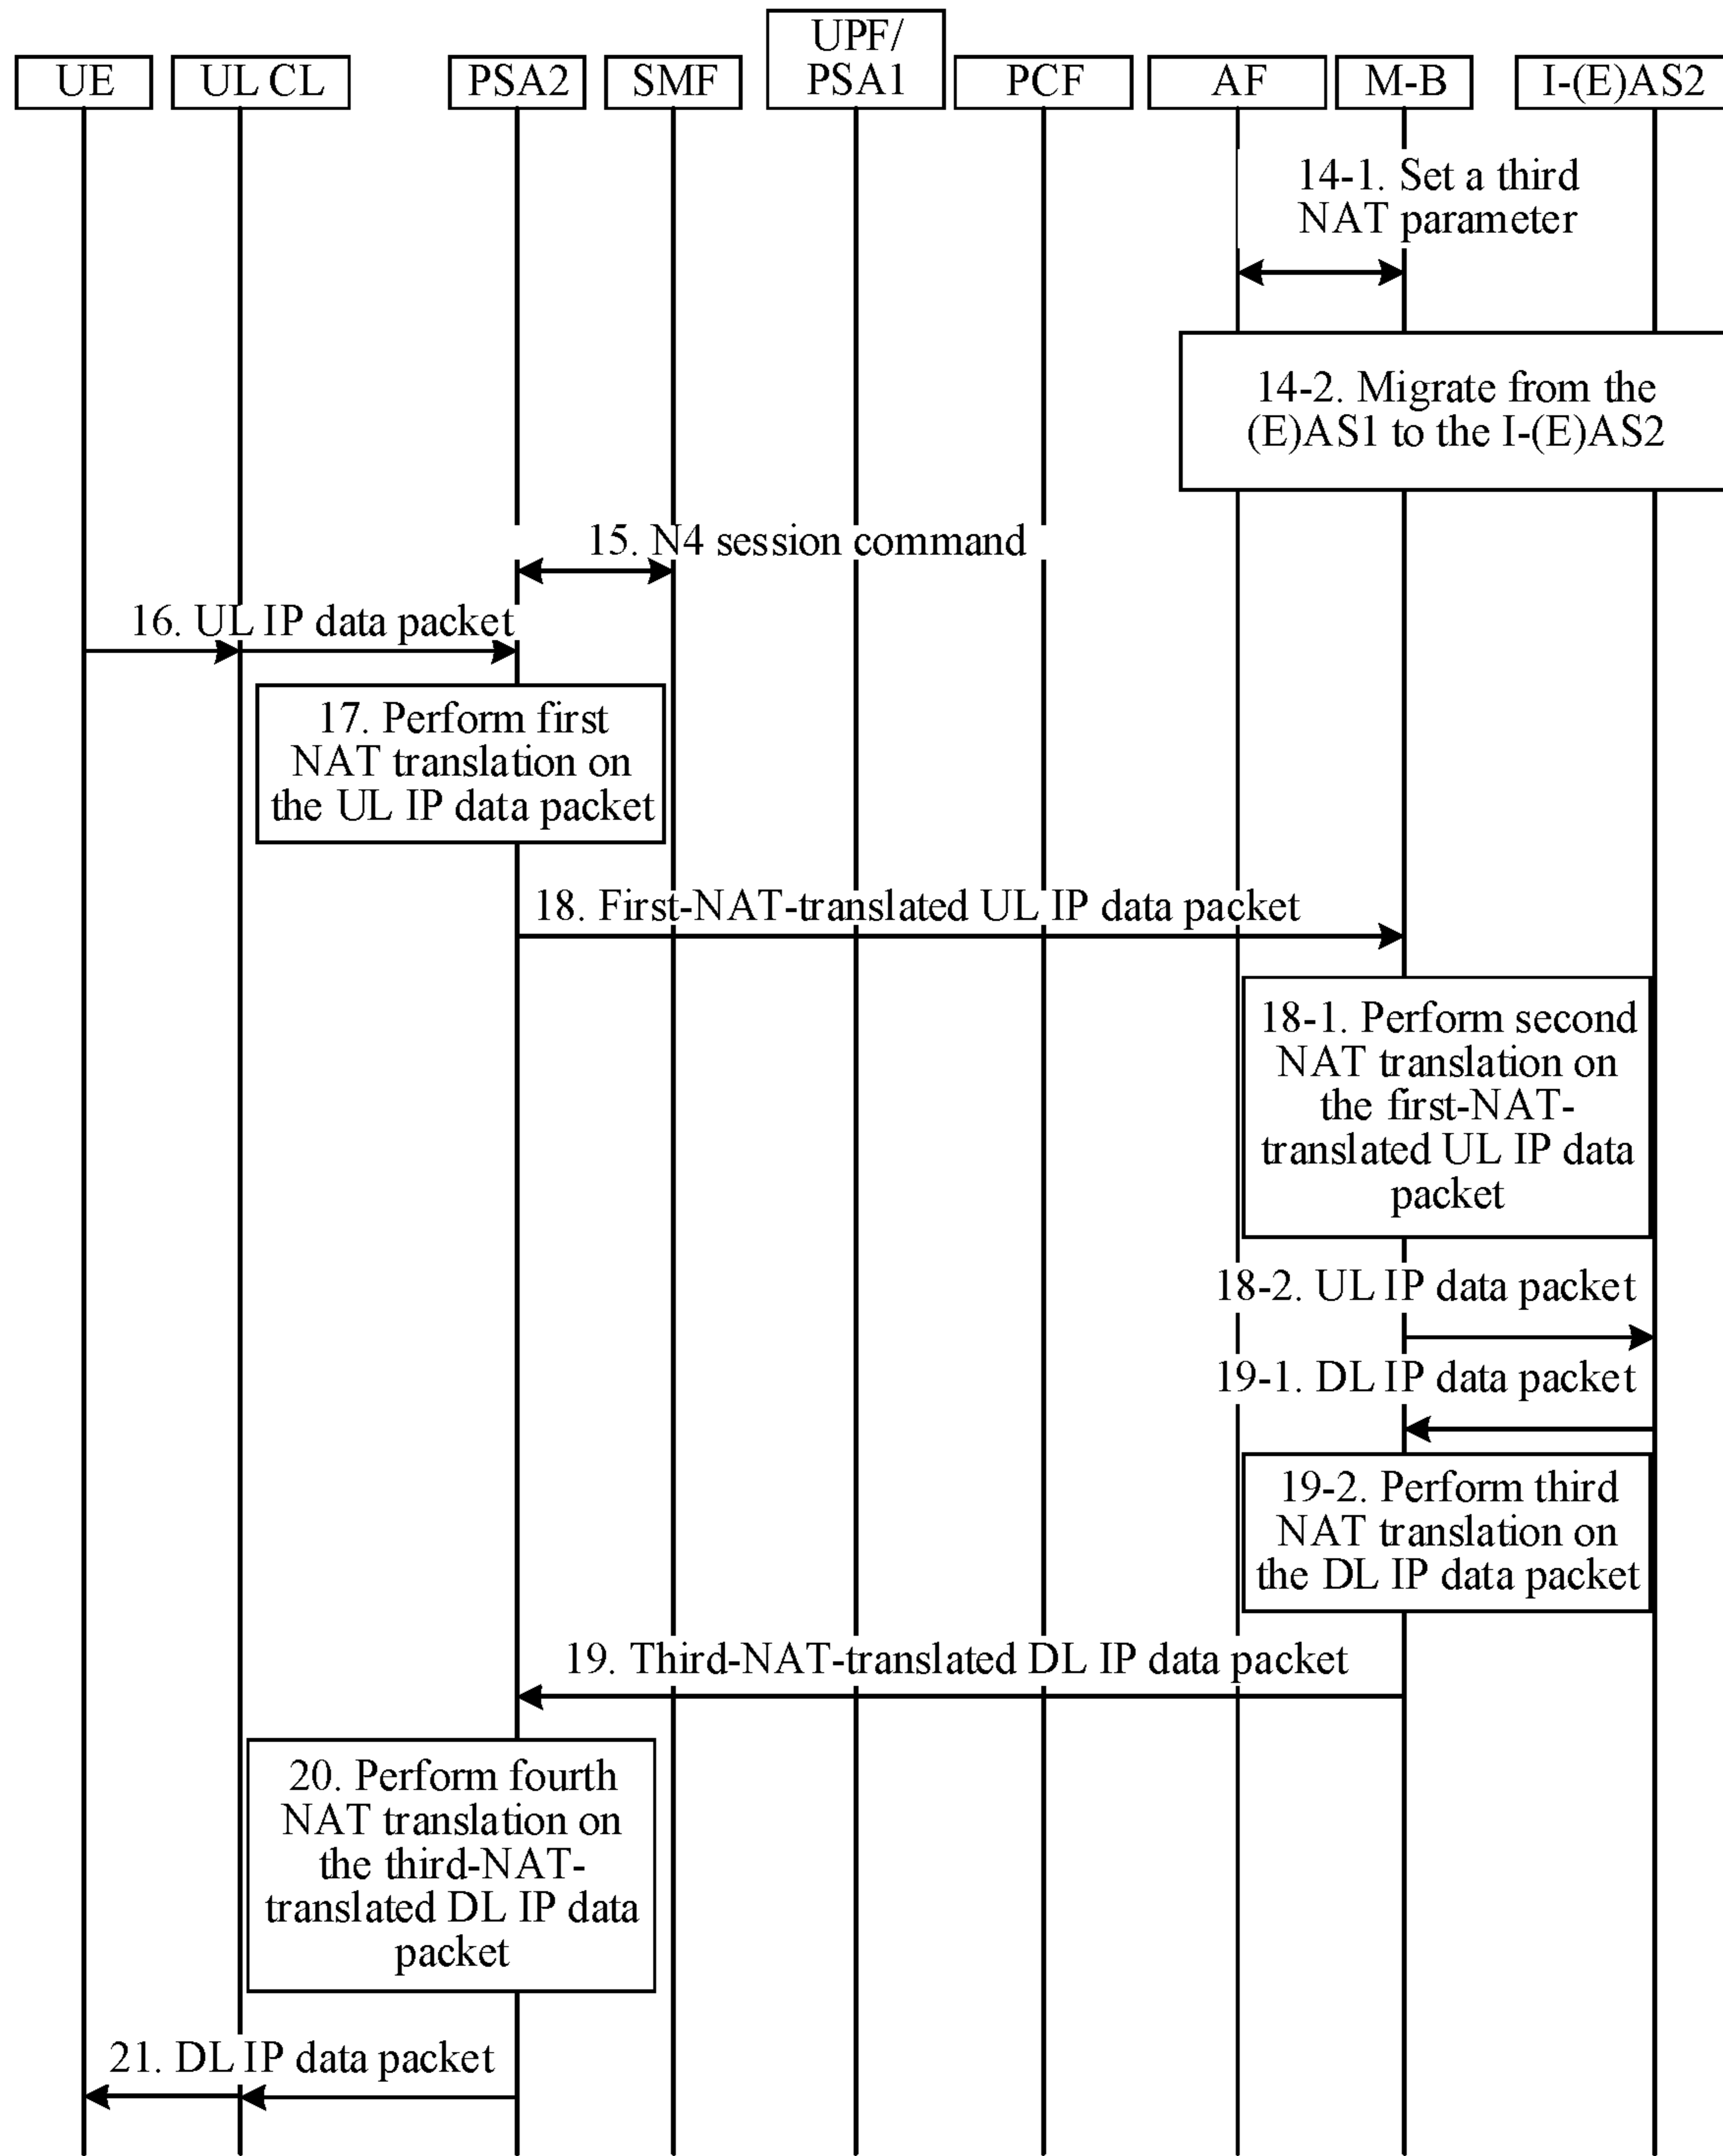 UE
UL CL
PSA2
SMF
UPF/
PSA1
PCF
AF
M-B
I-(E)AS2
14-1. Set a third
NAT parameter
14-2. Migrate from the
(E)AS1 to the I-(E)AS2
15. N4 session command
16. UL IP data packet
17. Perform first
NAT translation on
the UL IP data packet
18. First-NAT-translated UL IP data packet
18-1. Perform second
NAT translation on
the first-NAT-
translated UL IP data
packet
18-2. UL IP data packet
19-1. DL IP data packet
19-2. Perform third
NAT translation on
the DL IP data packet
19. Third-NAT-translated DL IP data packet
20. Perform fourth
NAT translation on
the third-NAT-
translated DL IP data
packet
21. DL IP data packet